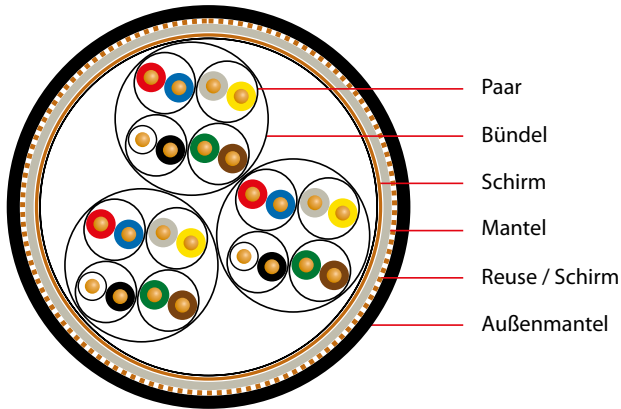 Paar
Bündel
Schirm
Mantel
Reuse / Schirm
Außenmantel